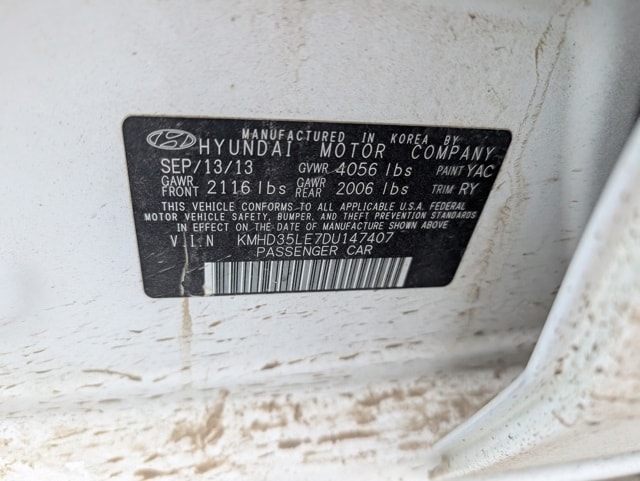 MANUFACTURED IN KOREA BY
HYUNDAI MOTOR COMPANY
SEP/13/13 GVWR 4056 lbs PAINT YAC
GAWR FRONT 2116 lbs GAWR REAR 2006 lbs TRIM RY
THIS VEHICLE CONFORMS TO ALL APPLICABLE U.S.A. FEDERAL
MOTOR VEHICLE SAFETY, BUMPER, AND THEFT PREVENTION STANDARDS
IN EFFECT ON THE DATE OF MANUFACTURE SHOWN ABOVE
VIN KMHD35LE7DU147407
PASSENGER CAR